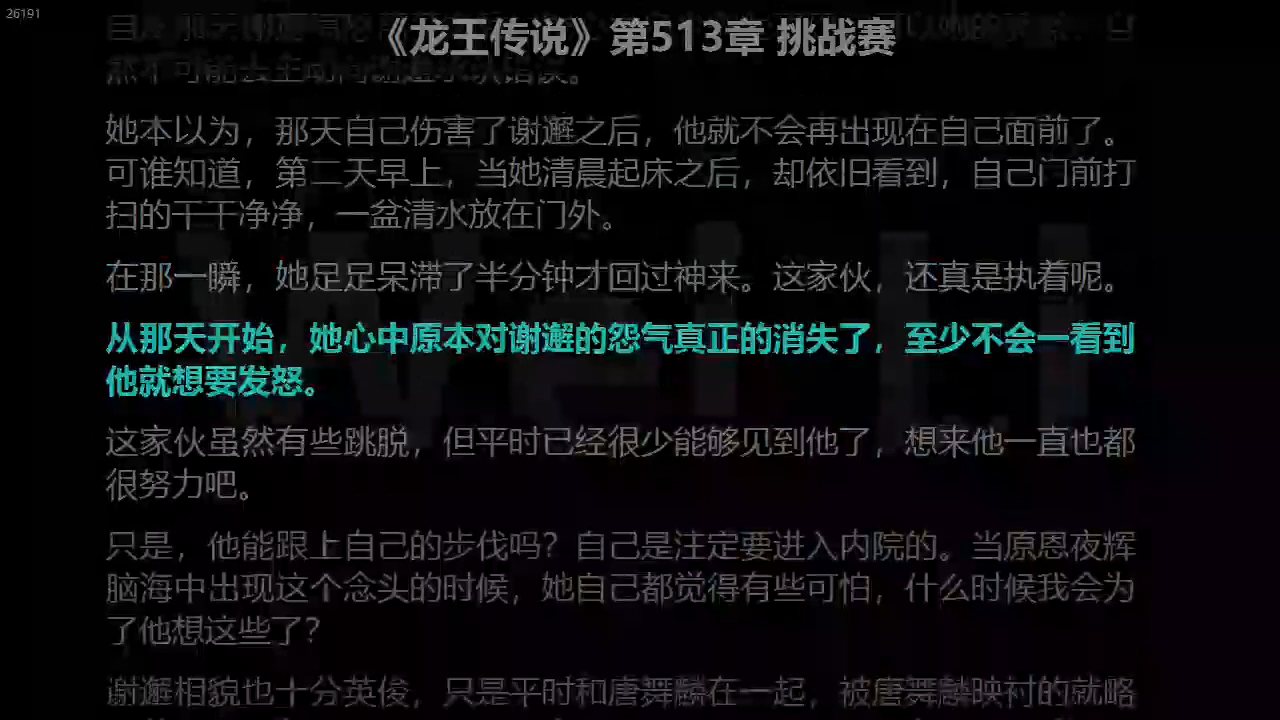 26191
《龙王传说》第513章 挑战赛
她本以为，那天自己伤害了谢邂之后，他就不会再出现在自己面前了。
可谁知道，第二天早上，当她清晨起床之后，却依旧看到，自己门前打
扫的干干净净，一盆清水放在门外。
在那一瞬，她足足呆滞了半分钟才回过神来。这家伙，还真是执着呢。
从那天开始，她心中原本对谢邂的怨气真正的消失了，至少不会一看到
他就想要发怒。
这家伙虽然有些跳脱，但平时已经很少能够见到他了，想来他一直也都
很努力吧。
只是，他能跟上自己的步伐吗？自己是注定要进入内院的。当原恩夜辉
脑海中出现这个念头的时候，她自己都觉得有些可怕，什么时候我会为
了他想这些了？
谢邂相貌也十分英俊，只是平时和唐舞麟在一起，被唐舞麟映衬的就略